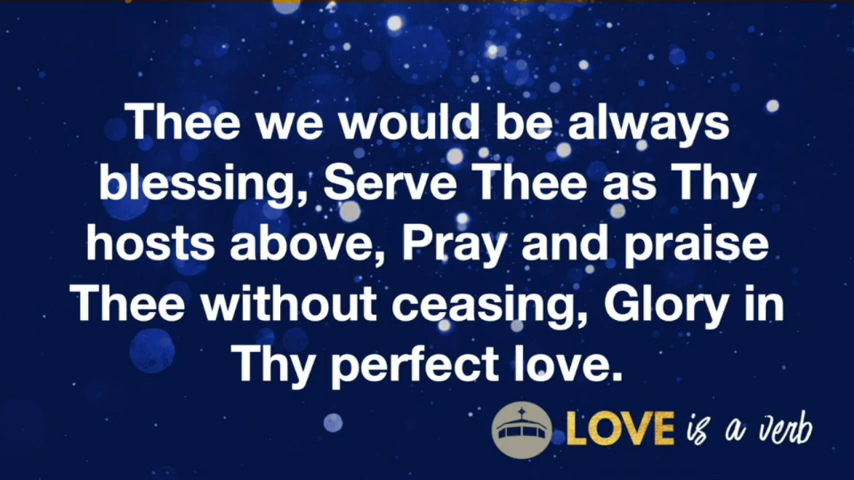 Thee we would be always
blessing, Serve Thee as Thy
hosts above, Pray and praise
Thee without ceasing, Glory in
Thy perfect love.
LOVE is a verb